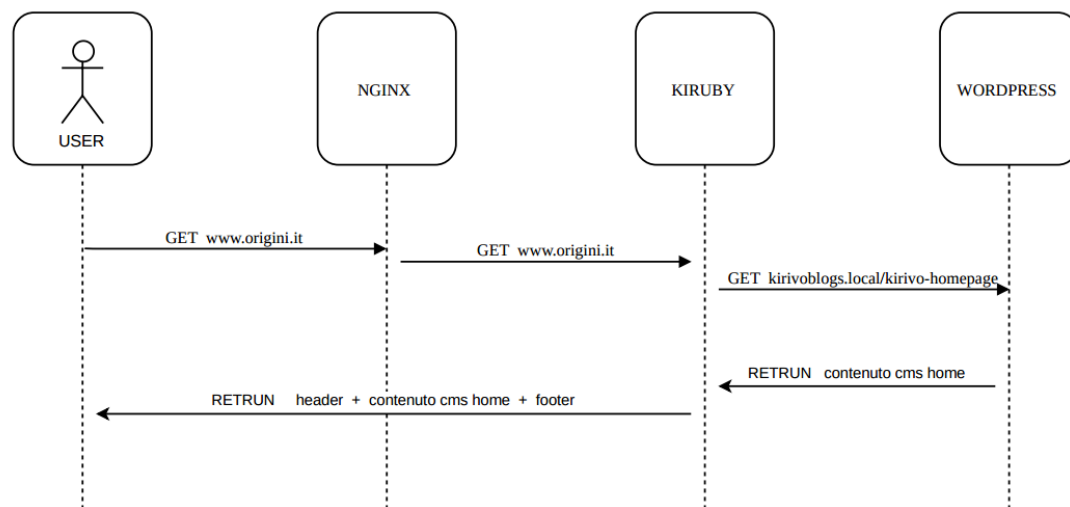 USER
NGINX
KIRUBY
WORDPRESS
GET www.origini.it
GET www.origini.it
GET kirivoblogs.local/kirivo-homepage
RETRUN contenuto cms home
RETRUN header + contenuto cms home + footer